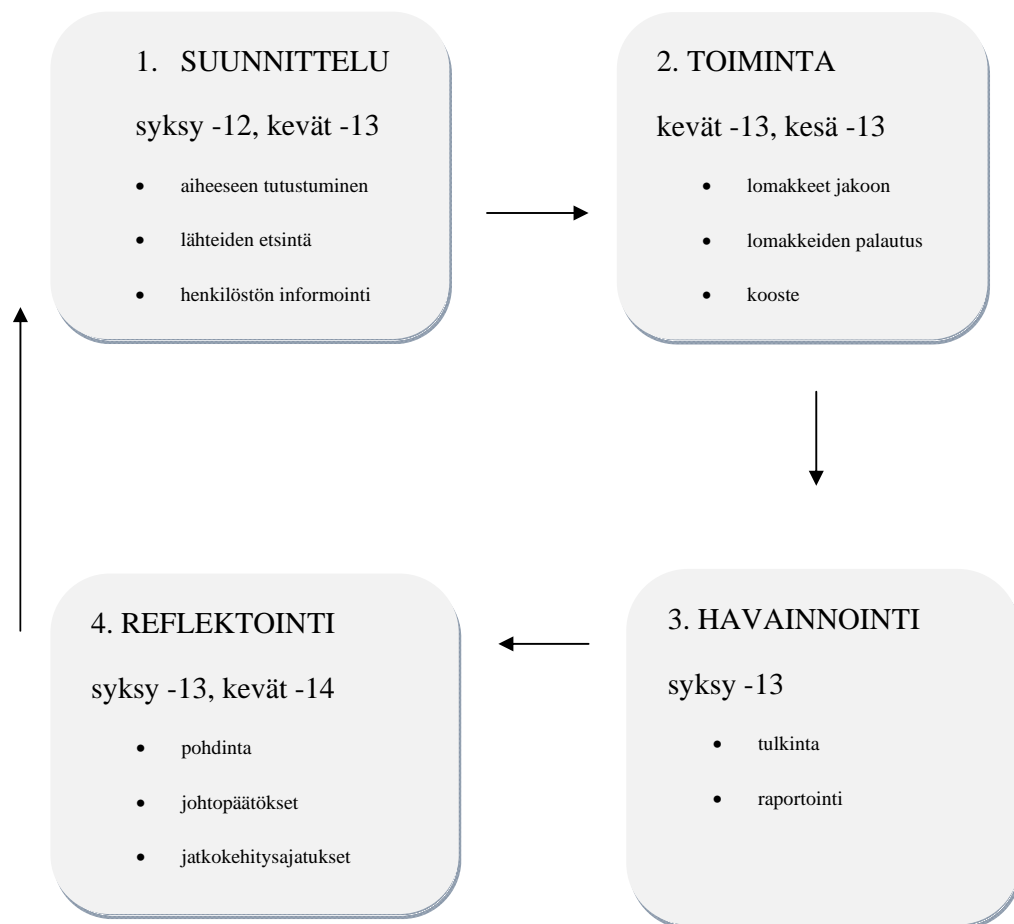 1. SUUNNITTELU
syksy -12, kevät -13
• aiheeseen tutustuminen
• lähteiden etsintä
• henkilöstön informointi
2. TOIMINTA
kevät -13, kesä -13
• lomakkeet jakoon
• lomakkeiden palautus
• kooste
3. HAVAINNOINTI
syksy -13
• tulkinta
• raportointi
4. REFLEKTOINTI
syksy -13, kevät -14
• pohdinta
• johtopäätökset
• jatkokehitysajatukset